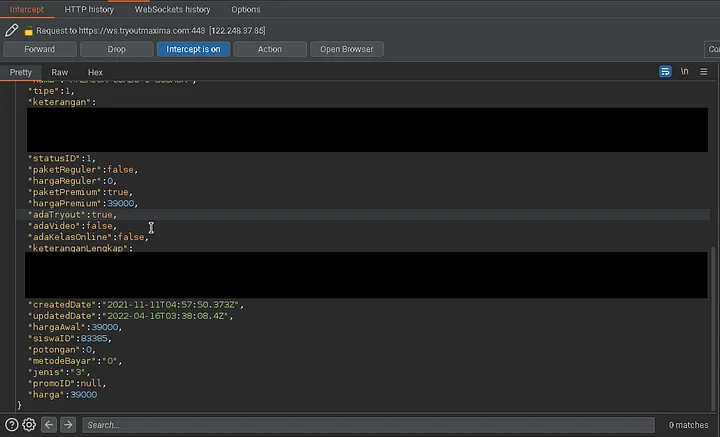 Intercept HTTP history WebSockets history Options
Request to https://ws.tryoutmaxima.com:443 [122.248.37.85]
Forward Drop Intercept is on Action Open Browser
Pretty Raw Hex \n
"tipe":1,
"keterangan":
"statusID":1,
"paketReguler":false,
"hargaReguler":0,
"paketPremium":true,
"hargaPremium":39000,
"adaTryout":true,
"adaVideo":false,
"adaKelasOnline":false,
"keteranganLengkap":
"createdDate":"2021-11-11T04:57:50.373Z",
"updatedDate":"2022-04-16T03:38:08.4Z",
"hargaAwal":39000,
"siswaID":83385,
"potongan":0,
"metodeBayar":"0",
"jenis":"3",
"promoID":null,
"harga":39000
}
Search... 0 matches